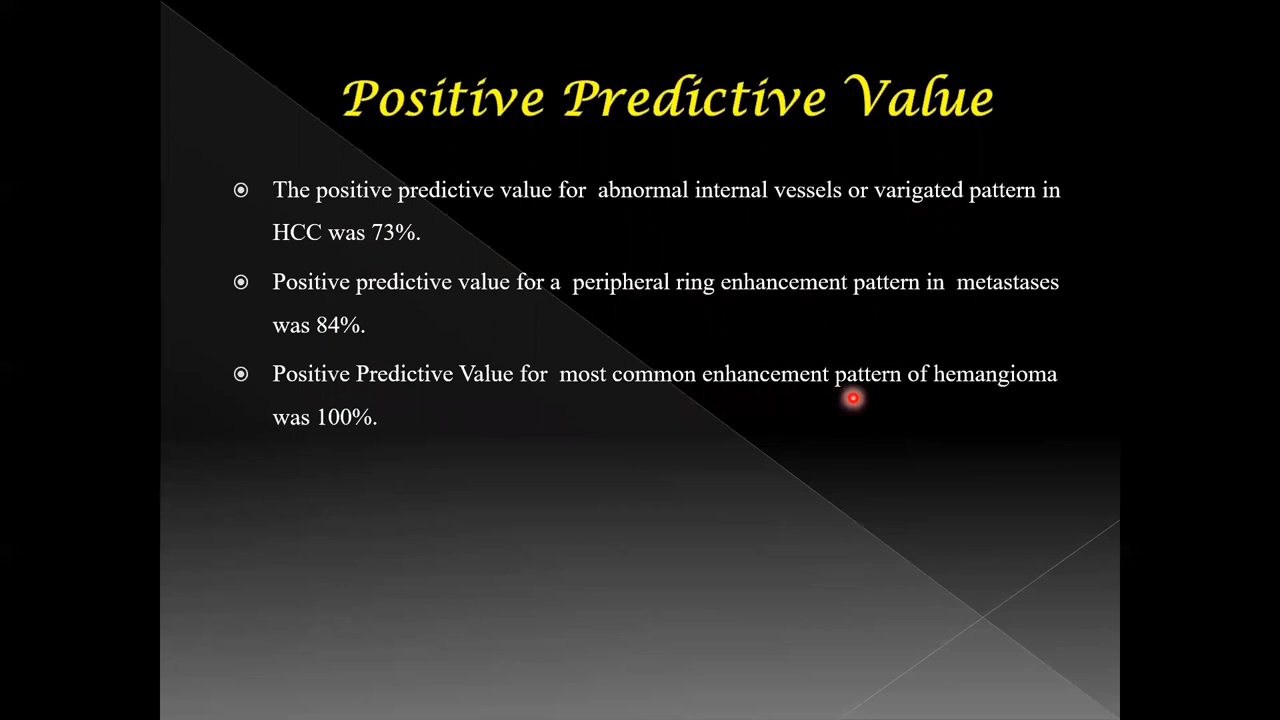 Positive Predictive Value
The positive predictive value for abnormal internal vessels or varigated pattern in
HCC was 73%.
Positive predictive value for a peripheral ring enhancement pattern in metastases
was 84%.
Positive Predictive Value for most common enhancement pattern of hemangioma
was 100%.